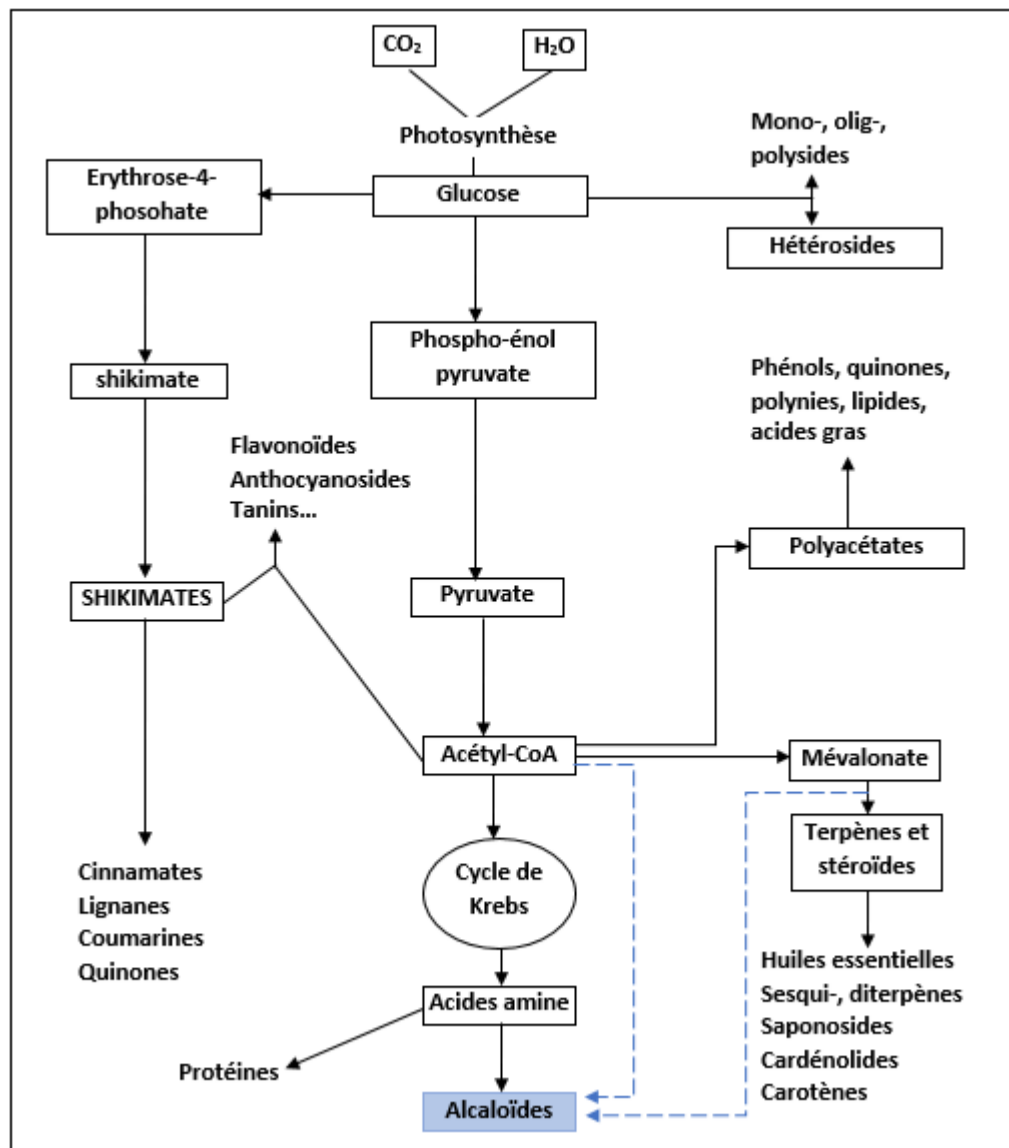 CO₂
H₂O
Photosynthèse
Mono-, olig-,
polysides
Erythrose-4-
phosohate
Glucose
Hétérosides
Phospho-énol
pyruvate
shikimate
Phénols, quinones,
polynies, lipides,
acides gras
Flavonoïdes
Anthocyanosides
Tanins...
Polyacétates
SHIKIMATES
Pyruvate
Acétyl-CoA
Mévalonate
Terpènes et
stéroïdes
Cinnamates
Lignanes
Coumarines
Quinones
Cycle de
Krebs
Huiles essentielles
Sesqui-, diterpènes
Saponosides
Cardénolides
Carotènes
Acides amine
Protéines
Alcaloïdes